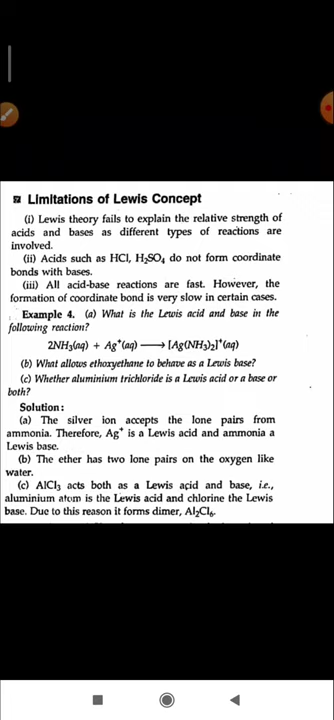 Limitations of Lewis Concept
(i) Lewis theory fails to explain the relative strength of
acids and bases as different types of reactions are
involved.
(ii) Acids such as HCl, H₂SO₄ do not form coordinate
bonds with bases.
(iii) All acid-base reactions are fast. However, the
formation of coordinate bond is very slow in certain cases.
Example 4. (a) What is the Lewis acid and base in the
following reaction?
2NH₃(aq) + Ag⁺(aq) ⟶ [Ag(NH₃)₂]⁺(aq)
(b) What allows ethoxyethane to behave as a Lewis base?
(c) Whether aluminium trichloride is a Lewis acid or a base or
both?
Solution:
(a) The silver ion accepts the lone pairs from
ammonia. Therefore, Ag⁺ is a Lewis acid and ammonia a
Lewis base.
(b) The ether has two lone pairs on the oxygen like
water.
(c) AlCl₃ acts both as a Lewis acid and base, i.e.,
aluminium atom is the Lewis acid and chlorine the Lewis
base. Due to this reason it forms dimer, Al₂Cl₆.